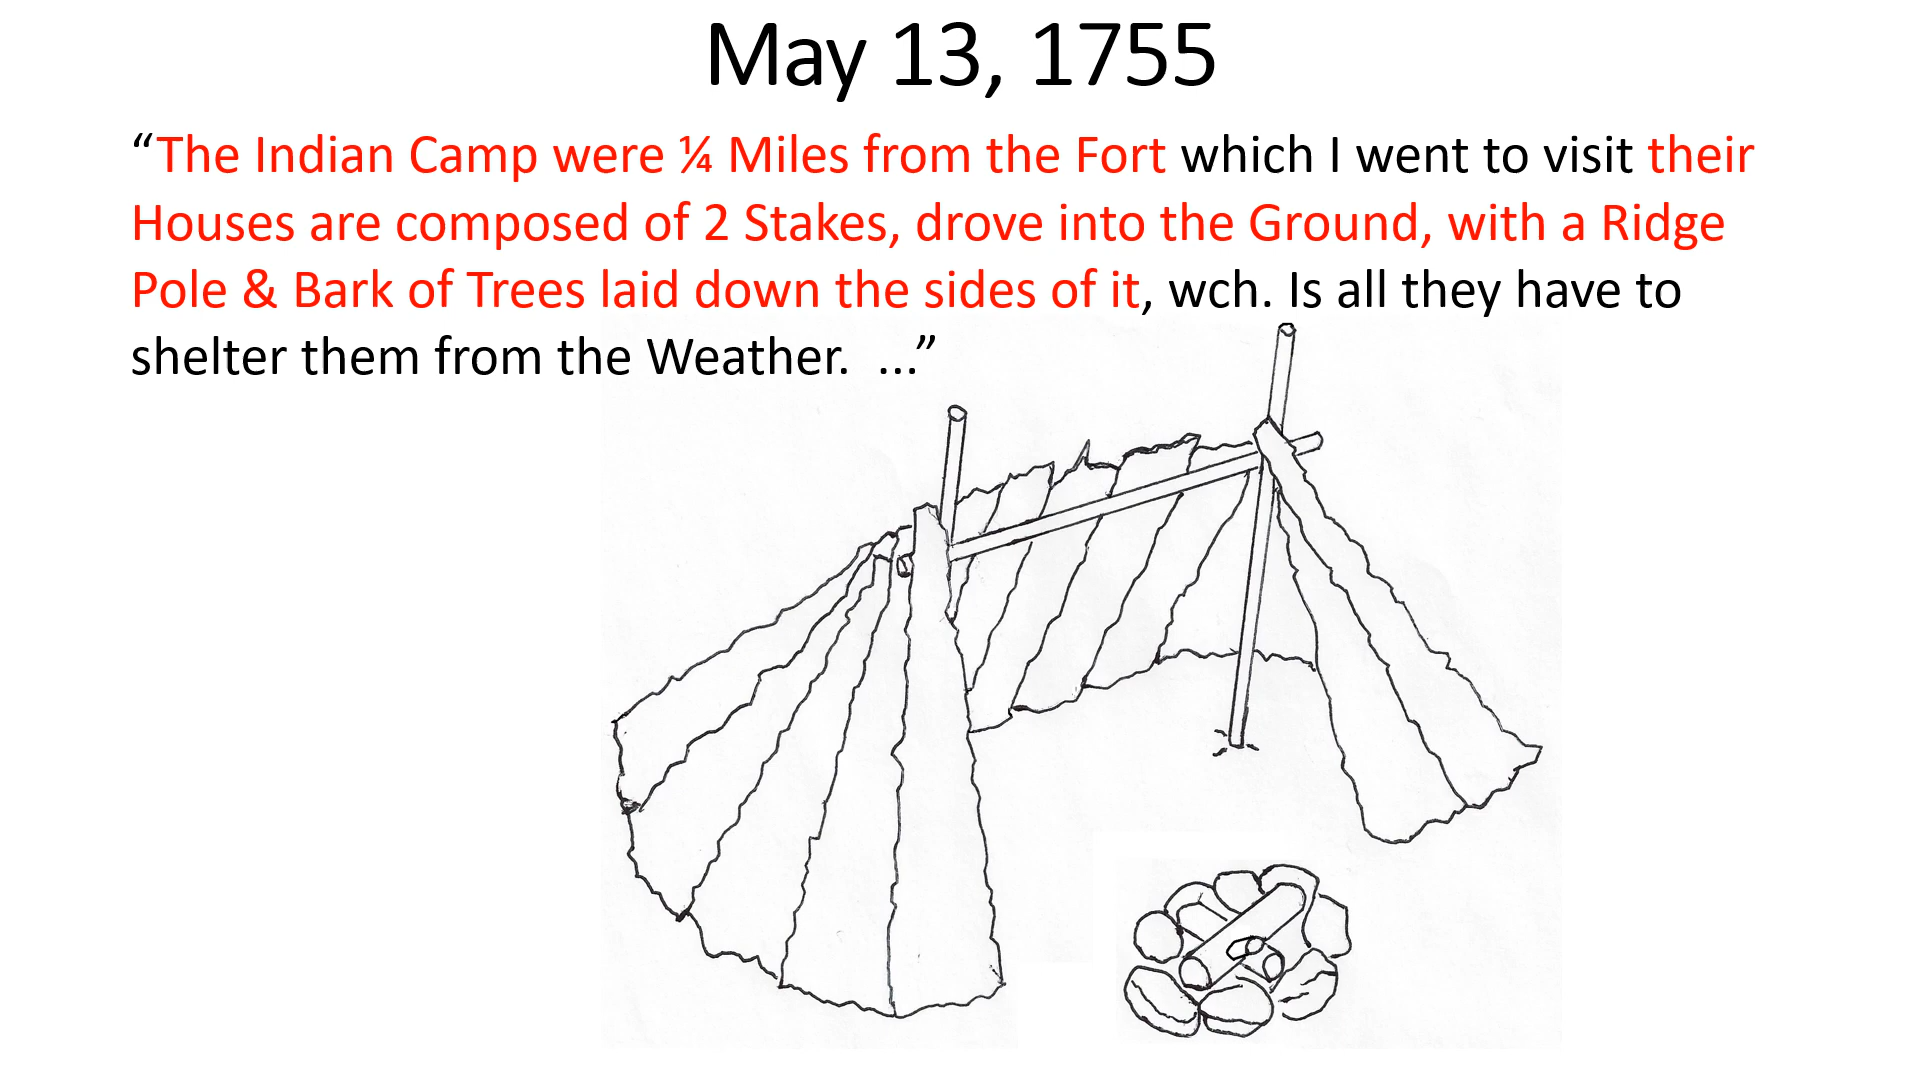 May 13, 1755
“The Indian Camp were ¼ Miles from the Fort which I went to visit their
Houses are composed of 2 Stakes, drove into the Ground, with a Ridge
Pole & Bark of Trees laid down the sides of it, wch. Is all they have to
shelter them from the Weather.  ...”